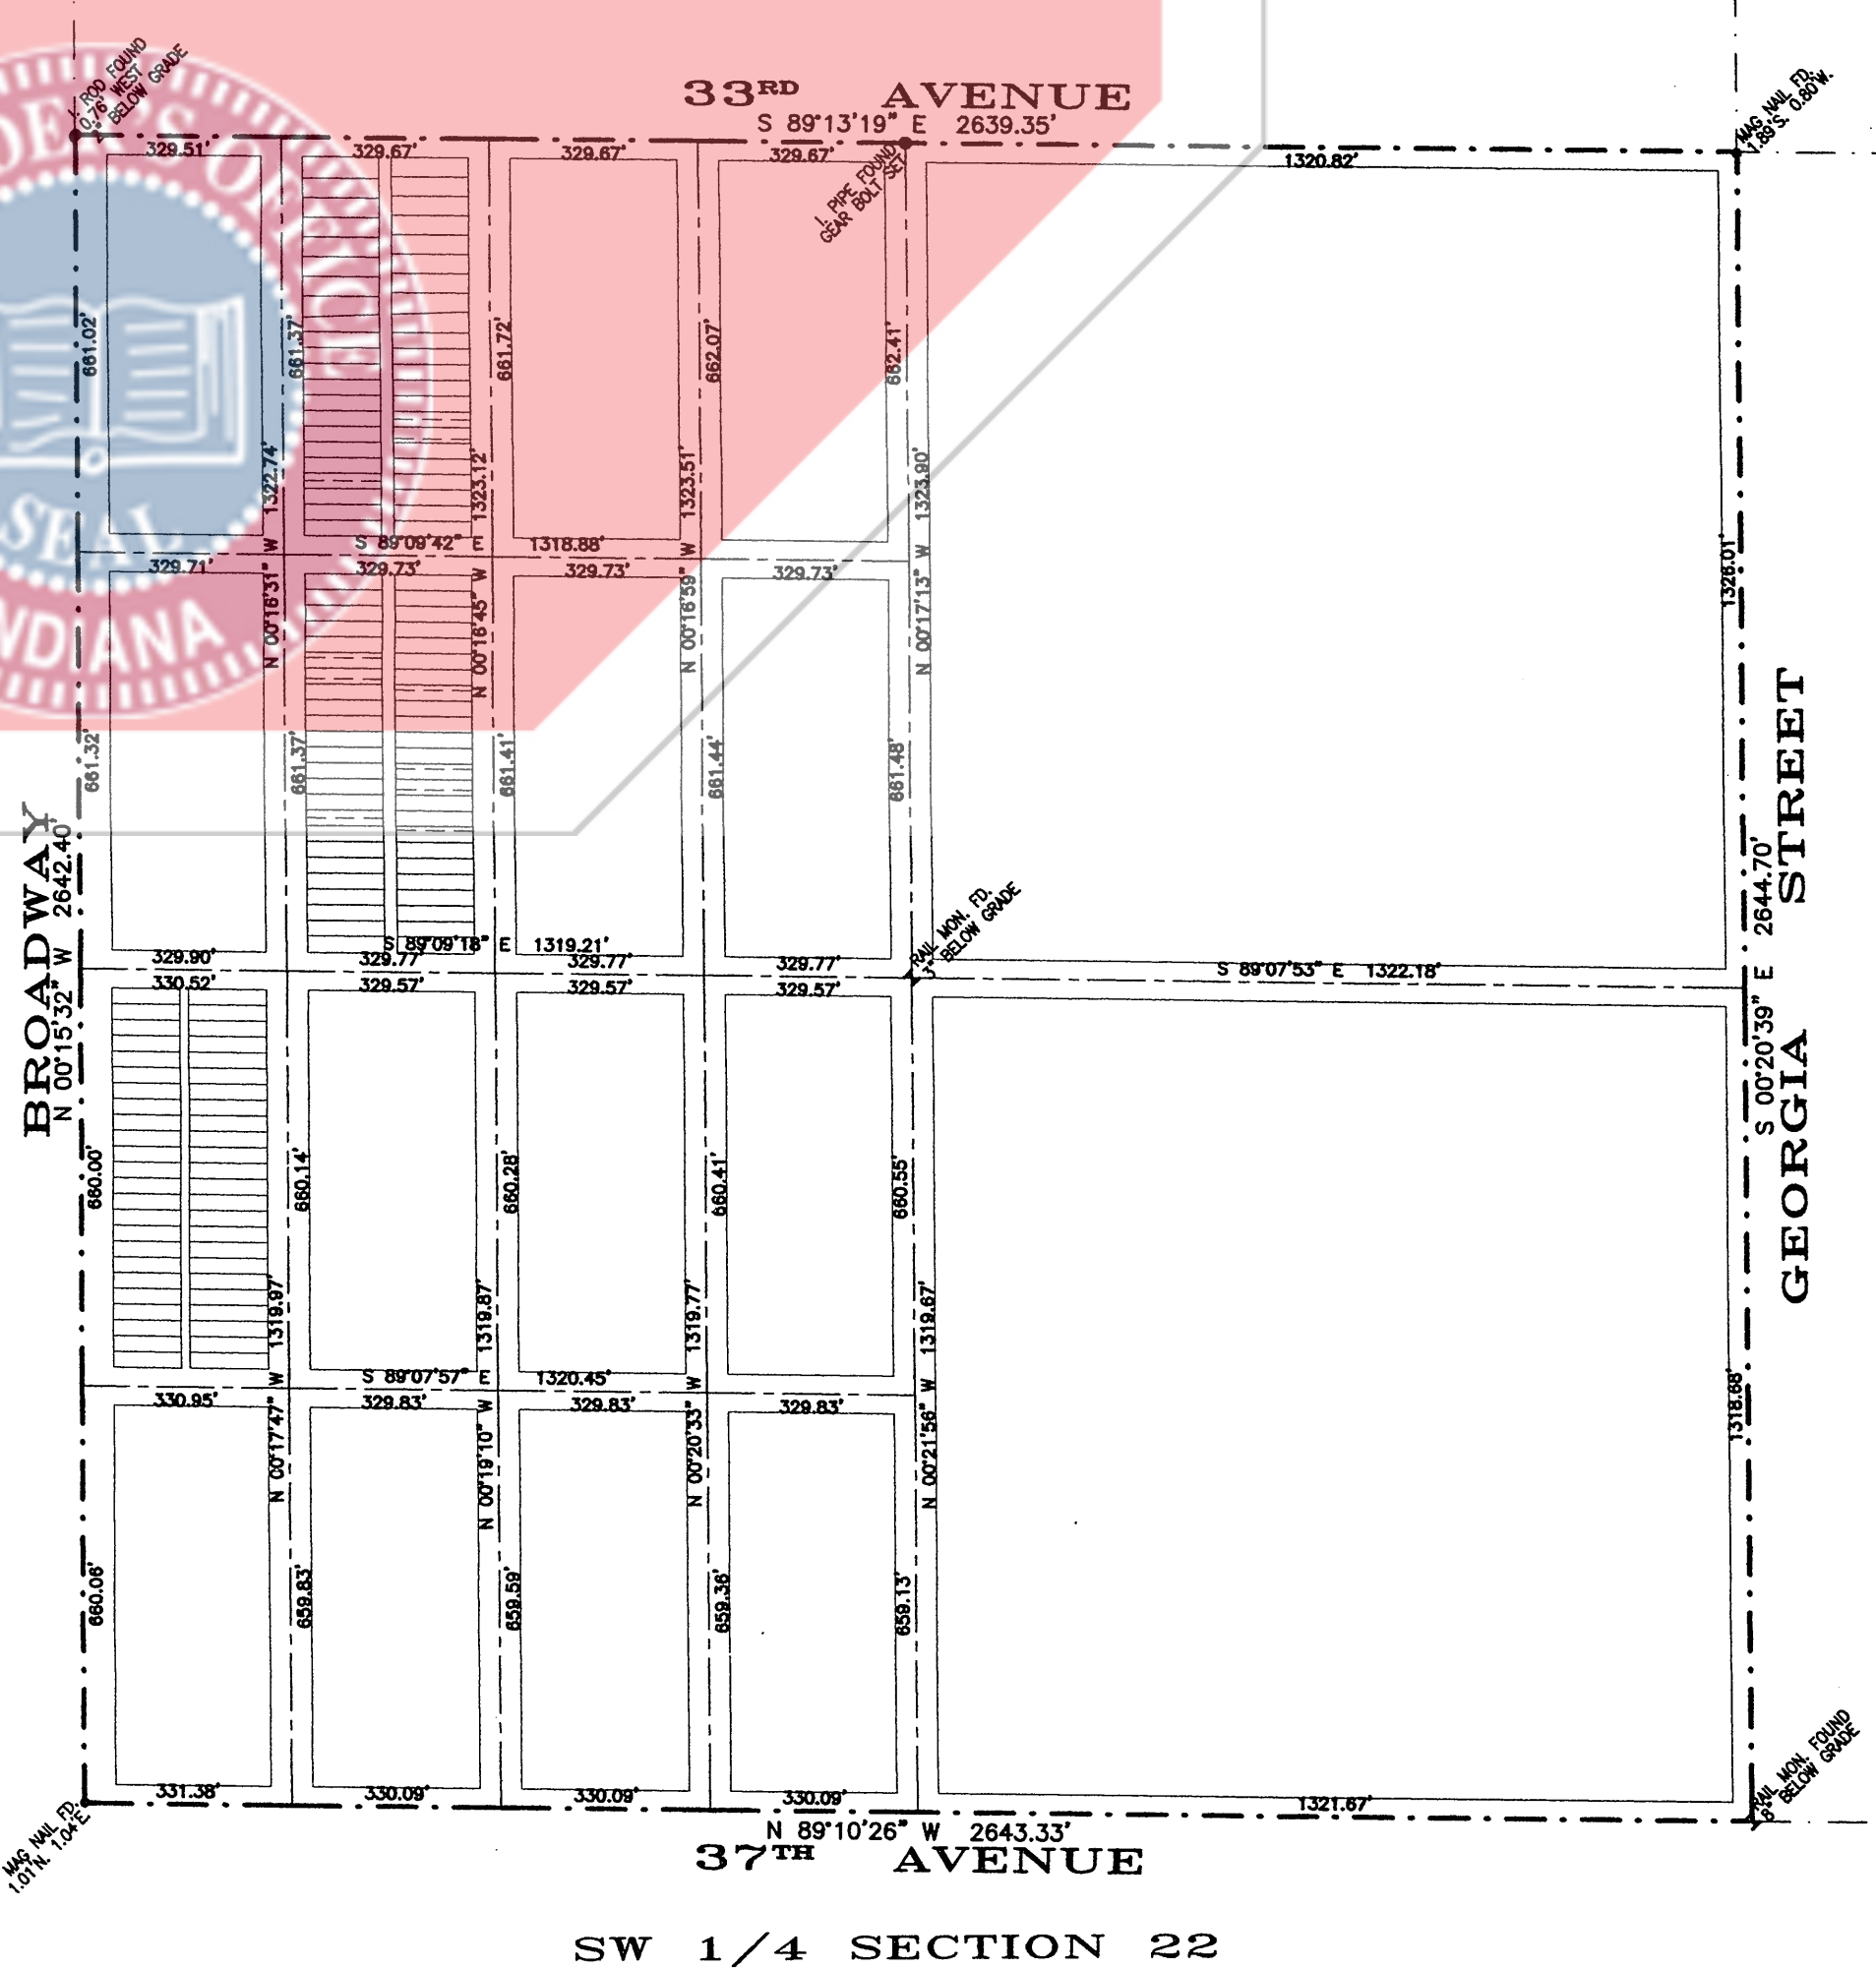 I. ROD FOUND
0.76' WEST
2" BELOW GRADE
33RD AVENUE
S 89°13'19" E 2639.35'
MAG NAIL FD.
1.89'S. 0.80'W.
329.51'
329.67'
329.67'
329.67'
1320.82'
I. PIPE FOUND
GEAR BOLT SET
OFFICE
661.02'
661.37'
661.72'
662.07'
662.41'
1322.74'
1323.12'
1323.51'
1323.90'
SEAL
INDIANA
S 89°09'42" E 1318.88'
329.71'
329.73'
329.73'
329.73'
1326.01'
N 00°16'31" W
N 00°16'45" W
N 00°16'59" W
N 00°17'13" W
661.32'
661.37'
661.41'
661.44'
661.48'
BROADWAY
N 00°15'32" W 2642.40'
GEORGIA STREET
S 00°20'39" E 2644.70'
RAIL MON. FD.
3" BELOW GRADE
S 89°09'18" E 1319.21'
329.90'
329.77'
329.77'
329.77'
S 89°07'53" E 1322.18'
330.52'
329.57'
329.57'
329.57'
660.00'
660.14'
660.28'
660.41'
660.55'
1319.97'
1319.87'
1319.77'
1319.67'
S 89°07'57" E 1320.45'
330.95'
329.83'
329.83'
329.83'
1318.68'
N 00°17'47" W
N 00°19'10" W
N 00°20'33" W
N 00°21'56" W
660.06'
659.83'
659.59'
659.36'
659.13'
331.38'
330.09'
330.09'
330.09'
1321.67'
RAIL MON. FOUND
8" BELOW GRADE
MAG NAIL FD.
1.01'N. 1.04'E.
N 89°10'26" W 2643.33'
37TH AVENUE
SW 1/4 SECTION 22